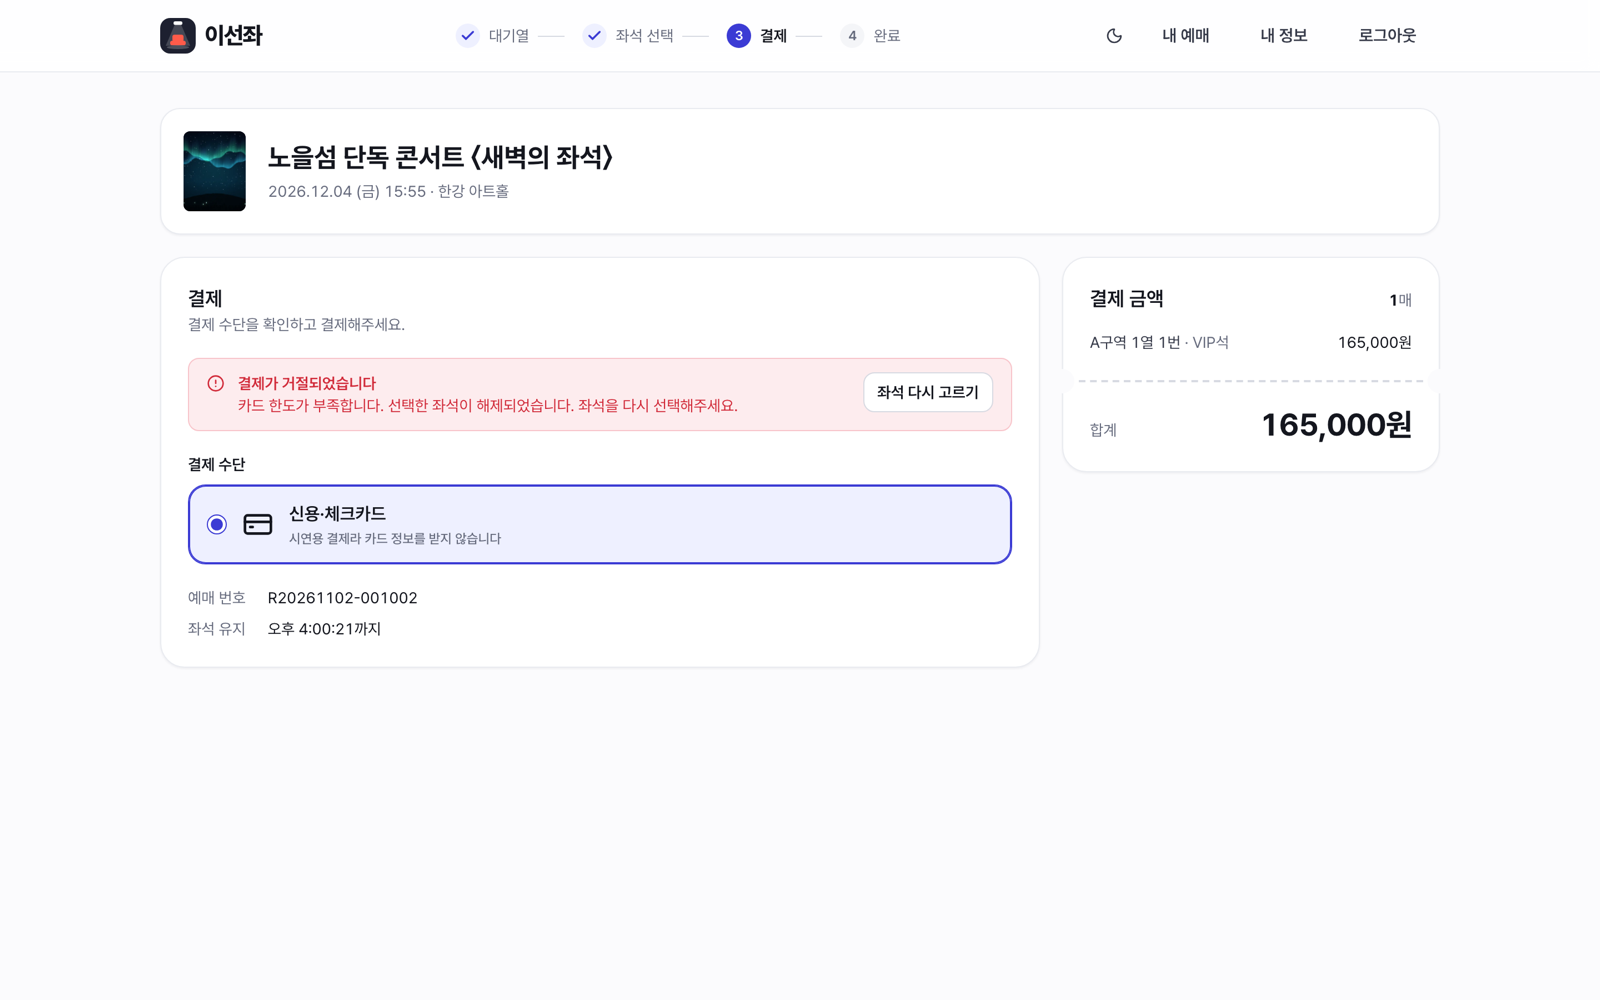 이선좌
대기열
좌석 선택
3 결제
4 완료
내 예매
내 정보
로그아웃
노을섬 단독 콘서트 〈새벽의 좌석〉
2026.12.04 (금) 15:55 · 한강 아트홀
결제
결제 수단을 확인하고 결제해주세요.
결제가 거절되었습니다
카드 한도가 부족합니다. 선택한 좌석이 해제되었습니다. 좌석을 다시 선택해주세요.
좌석 다시 고르기
결제 수단
신용·체크카드
시연용 결제라 카드 정보를 받지 않습니다
예매 번호 R20261102-001002
좌석 유지 오후 4:00:21까지
결제 금액 1매
A구역 1열 1번 · VIP석 165,000원
합계 165,000원